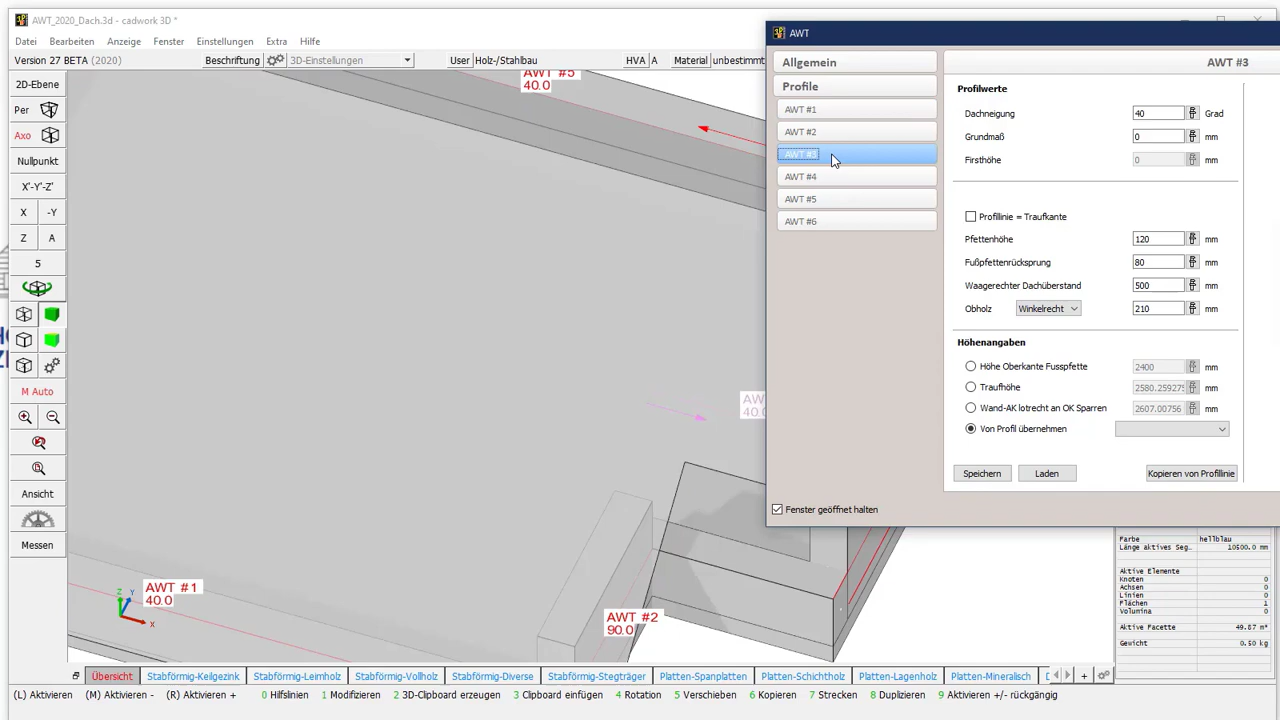 AWT_2020_Dach.3d - cadwork 3D *
Datei Bearbeiten Anzeige Fenster Einstellungen Extra Hilfe
Version 27 BETA (2020) Beschriftung 3D-Einstellungen User Holz-/Stahlbau HVA A Material unbestimmt
2D-Ebene
Per
Axo
Nullpunkt
X'-Y'-Z'
X -Y
Z A
5
M Auto
Ansicht
Messen
AWT #5
40.0
40.0
AWT #1
40.0
AWT #2
90.0
Z
Y
X
AWT
Allgemein
Profile
AWT #1
AWT #2
AWT #3
AWT #4
AWT #5
AWT #6
Fenster geöffnet halten
AWT #3
Profilwerte
Dachneigung 40 Grad
Grundmaß 0 mm
Firsthöhe 0 mm
Profillinie = Traufkante
Pfettenhöhe 120 mm
Fußpfettenrücksprung 80 mm
Waagerechter Dachüberstand 500 mm
Obholz Winkelrecht 210 mm
Höhenangaben
Höhe Oberkante Fusspfette 2400 mm
Traufhöhe 2580.259275 mm
Wand-AK lotrecht an OK Sparren 2607.00756 mm
Von Profil übernehmen
Speichern Laden Kopieren von Profillinie
Farbe hellblau
Länge aktives Seg... 10500.0 mm
Aktive Elemente
Knoten 0
Achsen 0
Linien 0
Flächen 1
Volumina 0
Aktive Facette 49.87 m²
Gewicht 0.50 kg
Übersicht Stabförmig-Keilgezink Stabförmig-Leimholz Stabförmig-Vollholz Stabförmig-Diverse Stabförmig-Stegträger Platten-Spanplatten Platten-Schichtholz Platten-Lagenholz Platten-Mineralisch
(L) Aktivieren (M) Aktivieren - (R) Aktivieren + 0 Hilfslinien 1 Modifizieren 2 3D-Clipboard erzeugen 3 Clipboard einfügen 4 Rotation 5 Verschieben 6 Kopieren 7 Strecken 8 Duplizieren 9 Aktivieren +/- rückgängig